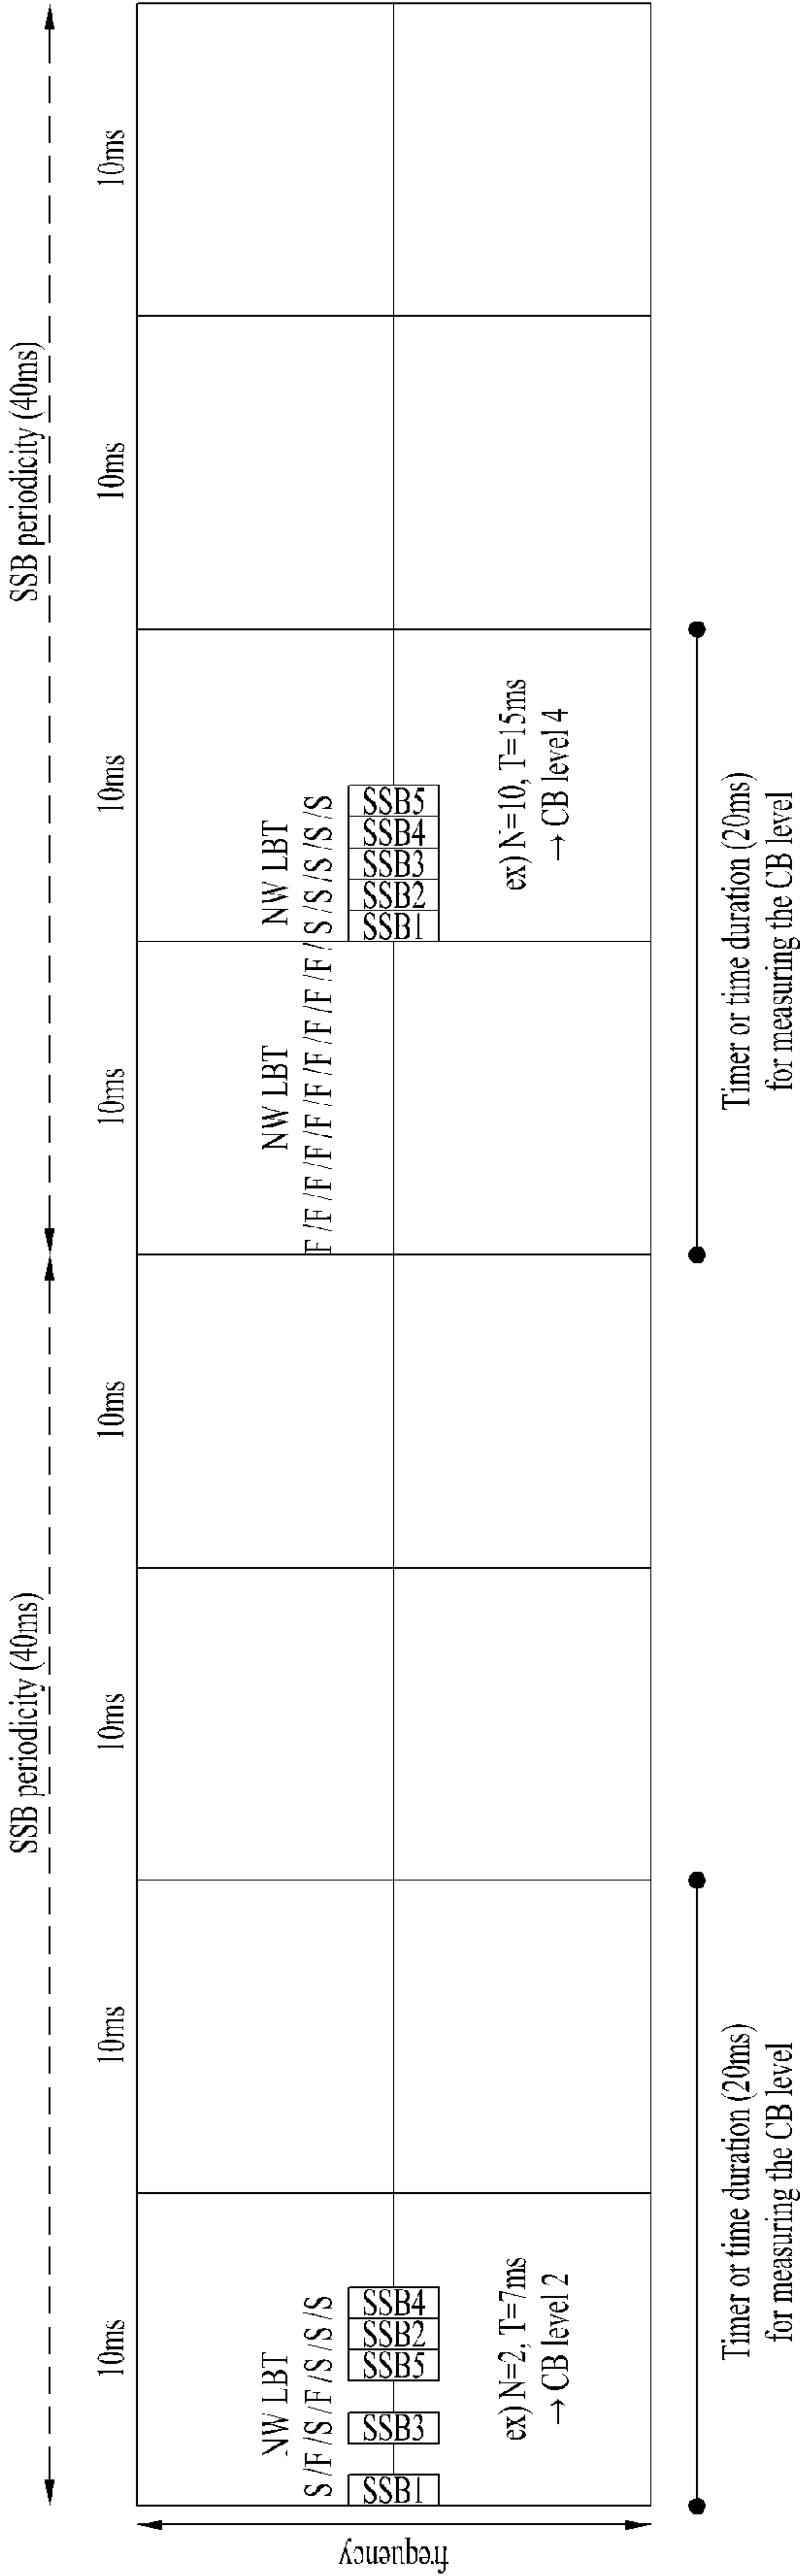 SSB periodicity (40ms)
SSB periodicity (40ms)
10ms
10ms
10ms
10ms
10ms
10ms
10ms
10ms
frequency
NW LBT
S /F /S /F /S /S /S
SSB1
SSB3
SSB5
SSB2
SSB4
ex) N=2, T=7ms
→ CB level 2
NW LBT
F /F /F /F /F /F /F /F /F /F /
NW LBT
S /S /S /S /S
SSB1
SSB2
SSB3
SSB4
SSB5
ex) N=10, T=15ms
→ CB level 4
Timer or time duration (20ms)
for measuring the CB level
Timer or time duration (20ms)
for measuring the CB level